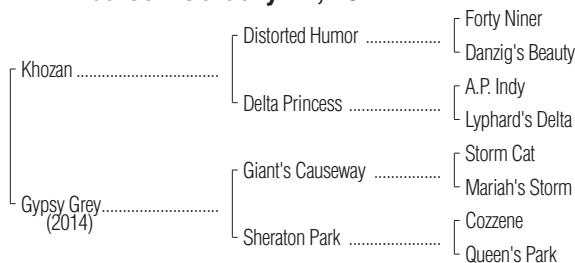 Forty Niner
Distorted Humor ....................
Danzig's Beauty
Khozan ......................................
A.P. Indy
Delta Princess .........................
Lyphard's Delta
Storm Cat
Giant's Causeway ..................
Mariah's Storm
Gypsy Grey...............................
(2014)
Cozzene
Sheraton Park .........................
Queen's Park